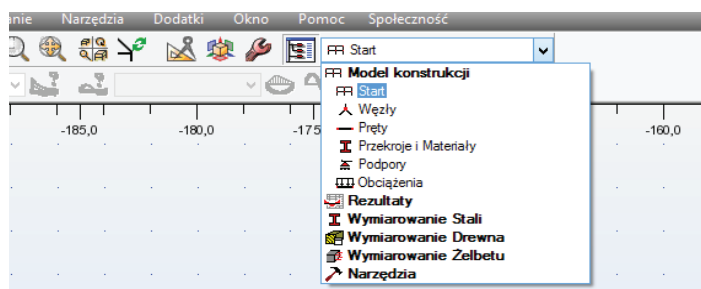 anie Narzędzia Dodatki Okno Pomoc Społeczność
Start
Model konstrukcji
Start
Węzły
-185,0 -180,0 -175 -160,0
Pręty
Przekroje i Materiały
Podpory
Obciążenia
Rezultaty
Wymiarowanie Stali
Wymiarowanie Drewna
Wymiarowanie Żelbetu
Narzędzia